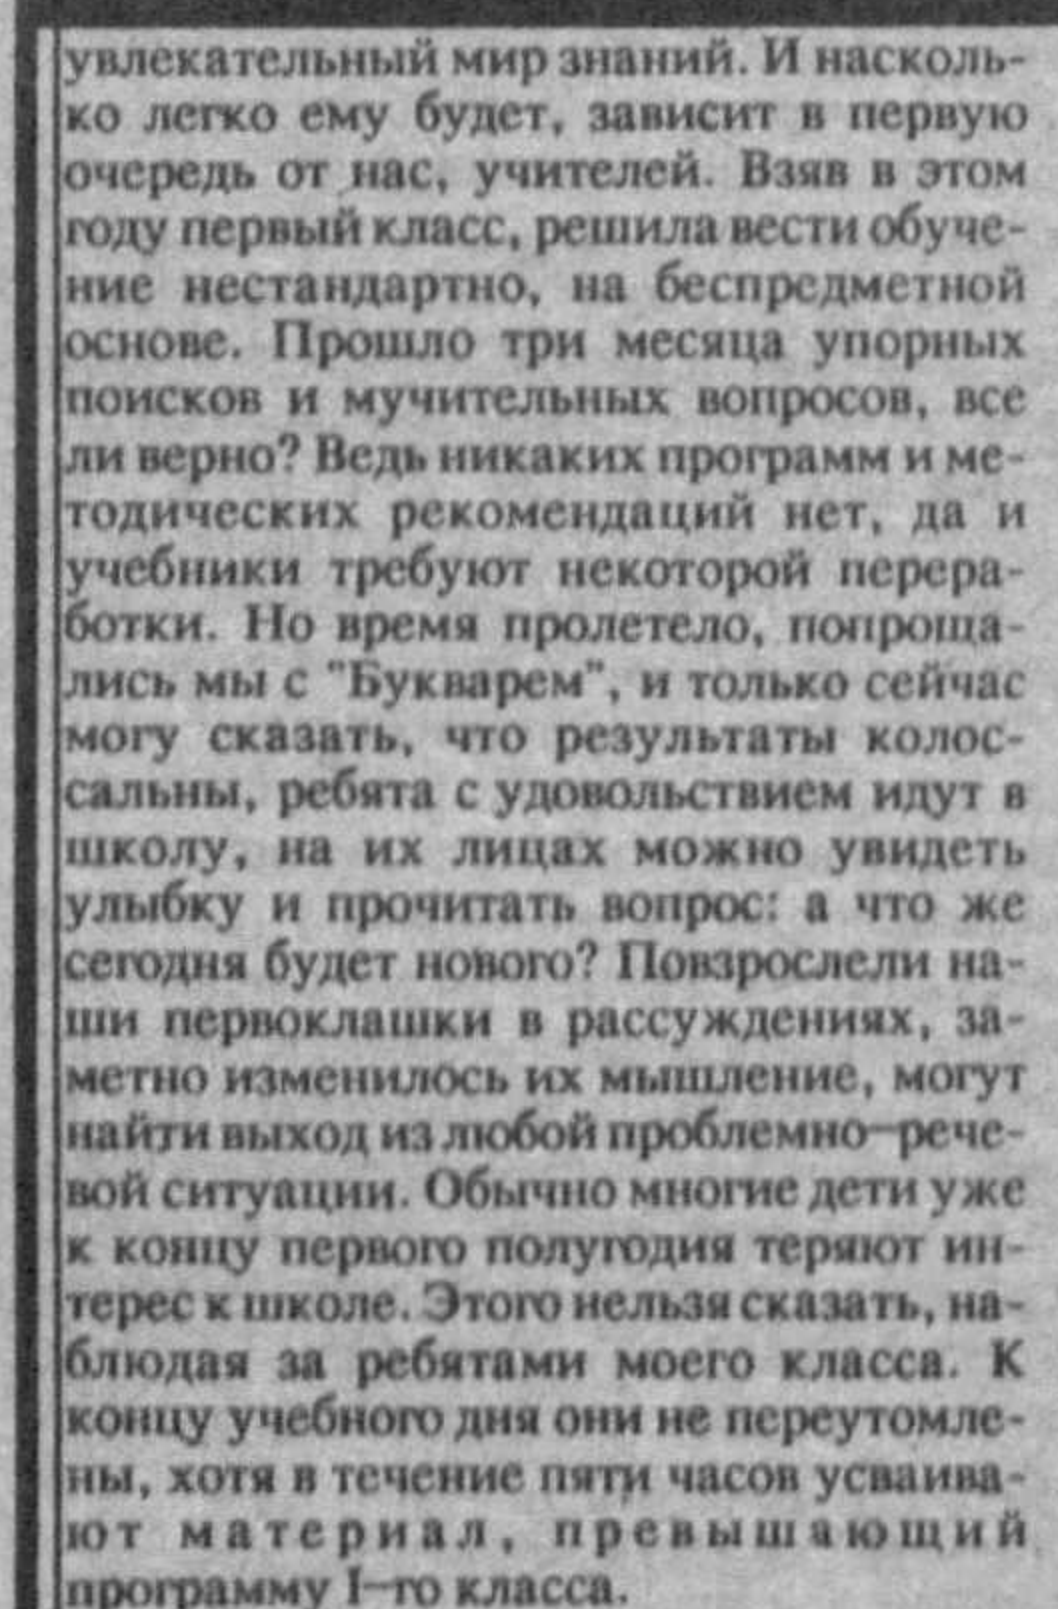 увлекательный мир знаний. И насколь-
ко легко ему будет, зависит в первую
очередь от нас, учителей. Взяв в этом
году первый класс, решила вести обуче-
ние нестандартно, на беспредметной
основе. Прошло три месяца упорных
поисков и мучительных вопросов, все
ли верно? Ведь никаких программ и ме-
тодических рекомендаций нет, да и
учебники требуют некоторой перера-
ботки. Но время пролетело, попроща-
лись мы с "Букварем", и только сейчас
могу сказать, что результаты колос-
сальны, ребята с удовольствием идут в
школу, на их лицах можно увидеть
улыбку и прочитать вопрос: а что же
сегодня будет нового? Повзрослели на-
ши первоклашки в рассуждениях, за-
метно изменилось их мышление, могут
найти выход из любой проблемно—рече-
вой ситуации. Обычно многие дети уже
к концу первого полугодия теряют ин-
терес к школе. Этого нельзя сказать, на-
блюдая за ребятами моего класса. К
концу учебного дня они не переутомле-
ны, хотя в течение пяти часов усваива-
ют материал, превышающий
программу I—го класса.